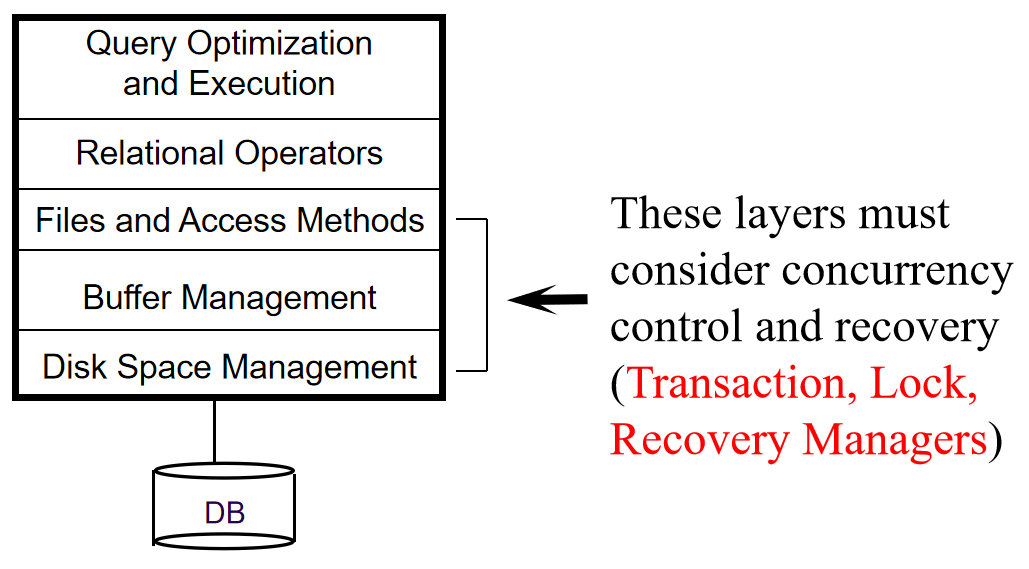 Query Optimization
and Execution
Relational Operators
Files and Access Methods
Buffer Management
Disk Space Management
DB
These layers must
consider concurrency
control and recovery
(Transaction, Lock,
Recovery Managers)